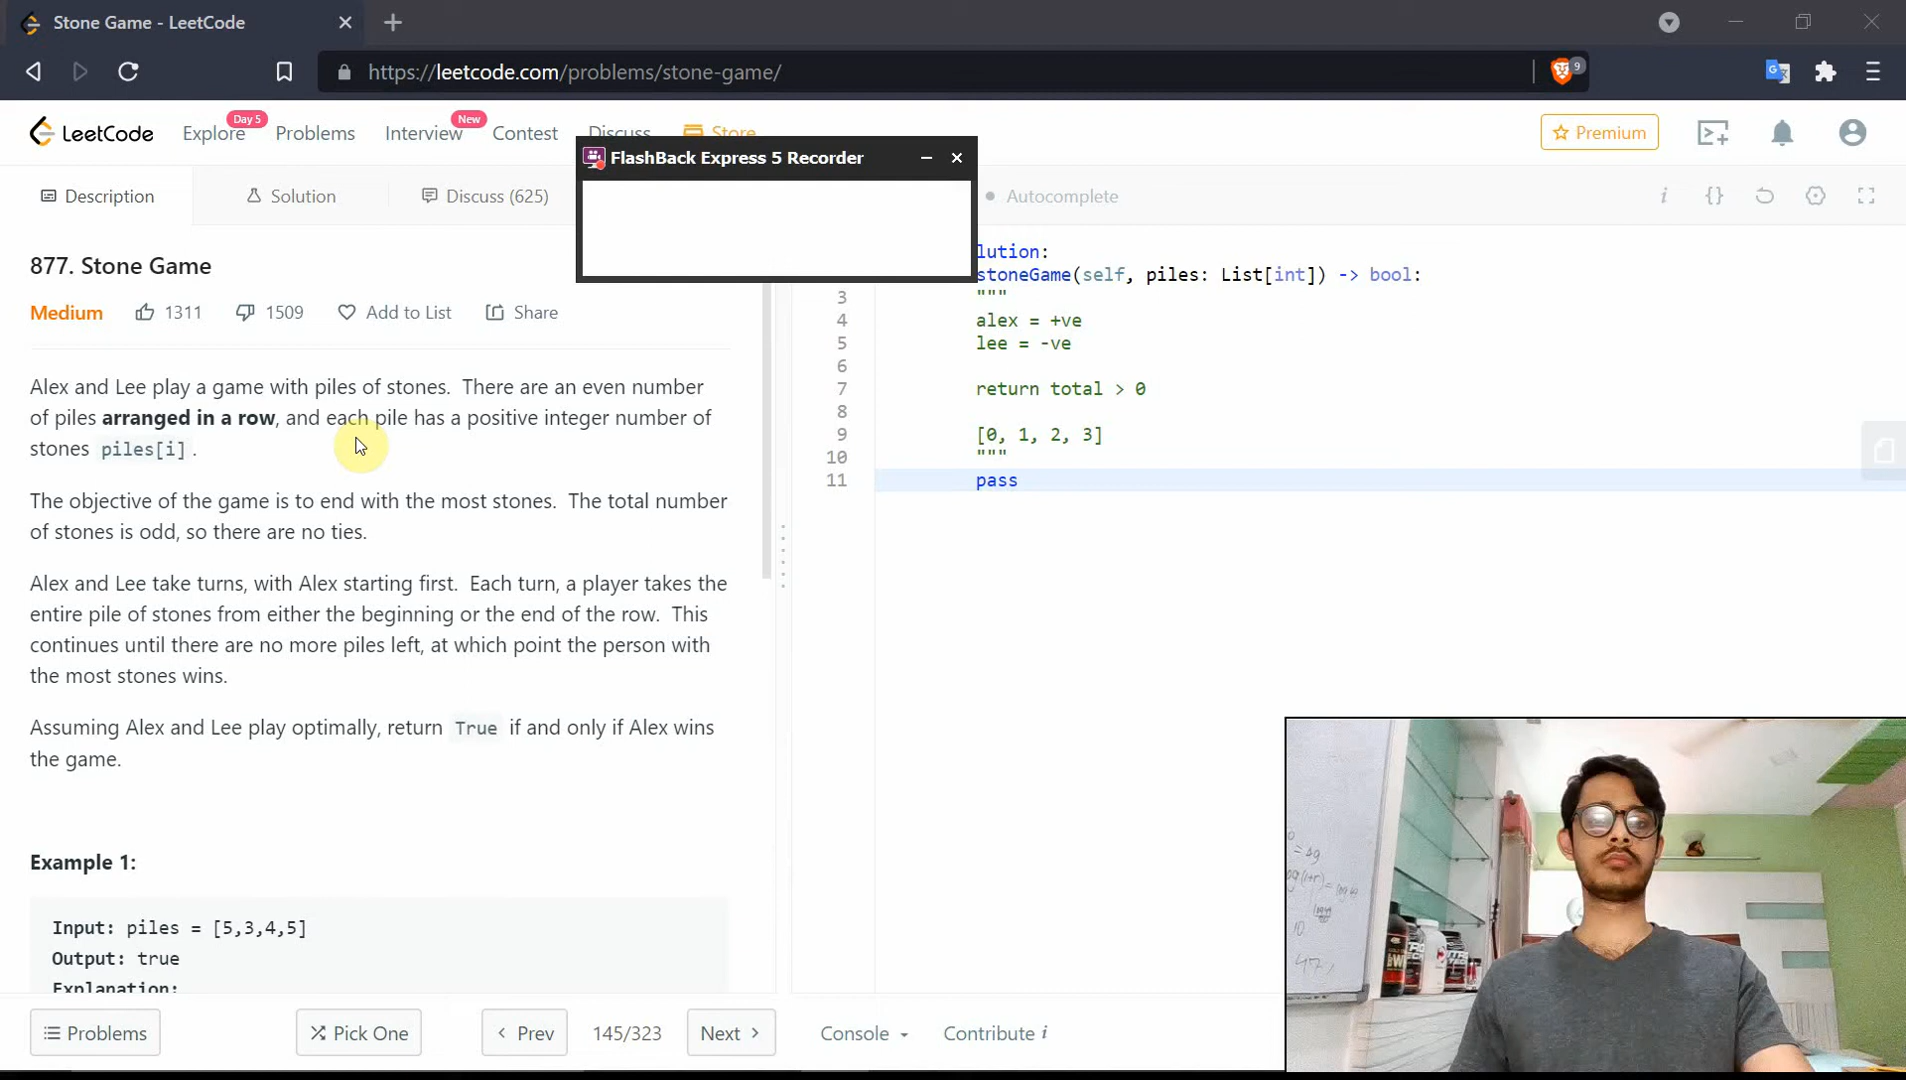 Stone Game - LeetCode
https://leetcode.com/problems/stone-game/
9
LeetCode
Explore
Day 5
Problems
Interview
New
Contest
Discuss
Store
Premium
FlashBack Express 5 Recorder
Description
Solution
Discuss (625)
Autocomplete
877. Stone Game
Medium
1311
1509
Add to List
Share
Alex and Lee play a game with piles of stones. There are an even number
of piles arranged in a row, and each pile has a positive integer number of
stones piles[i] .
The objective of the game is to end with the most stones. The total number
of stones is odd, so there are no ties.
Alex and Lee take turns, with Alex starting first. Each turn, a player takes the
entire pile of stones from either the beginning or the end of the row. This
continues until there are no more piles left, at which point the person with
the most stones wins.
Assuming Alex and Lee play optimally, return True if and only if Alex wins
the game.
Example 1:
Input: piles = [5,3,4,5]
Output: true
Explanation:
lution:
stoneGame(self, piles: List[int]) -> bool:
3 """
4 alex = +ve
5 lee = -ve
6
7 return total > 0
8
9 [0, 1, 2, 3]
10 """
11 pass
Problems
Pick One
Prev
145/323
Next
Console
Contribute i